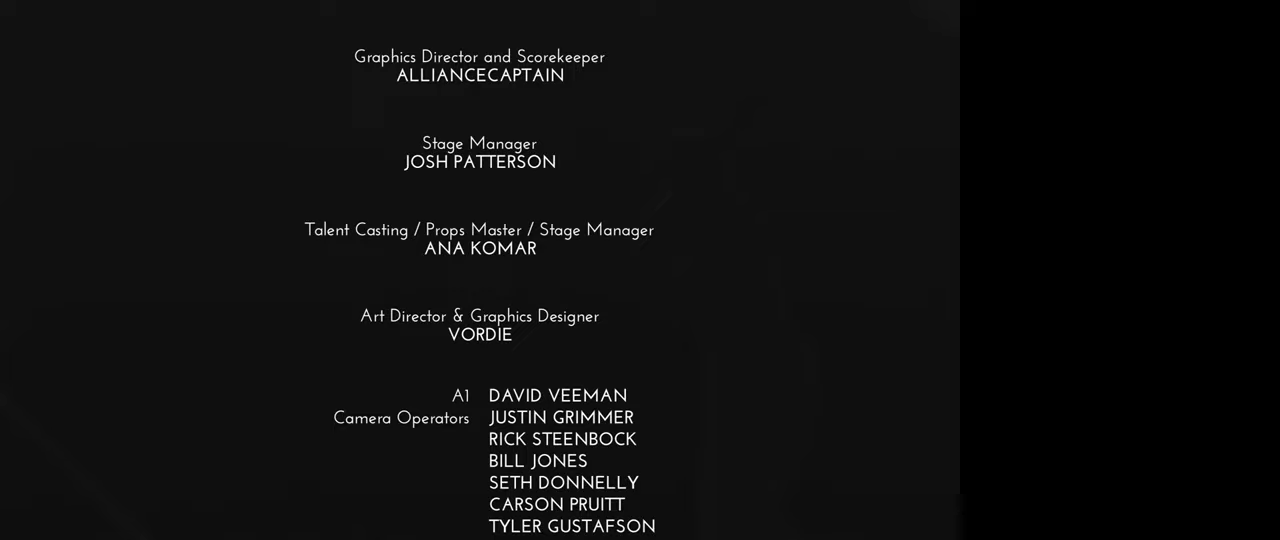 Graphics Director and Scorekeeper
ALLIANCECAPTAIN
Stage Manager
JOSH PATTERSON
Talent Casting / Props Master / Stage Manager
ANA KOMAR
Art Director & Graphics Designer
VORDIE
A1 DAVID VEEMAN
Camera Operators JUSTIN GRIMMER
RICK STEENBOCK
BILL JONES
SETH DONNELLY
CARSON PRUITT
TYLER GUSTAFSON